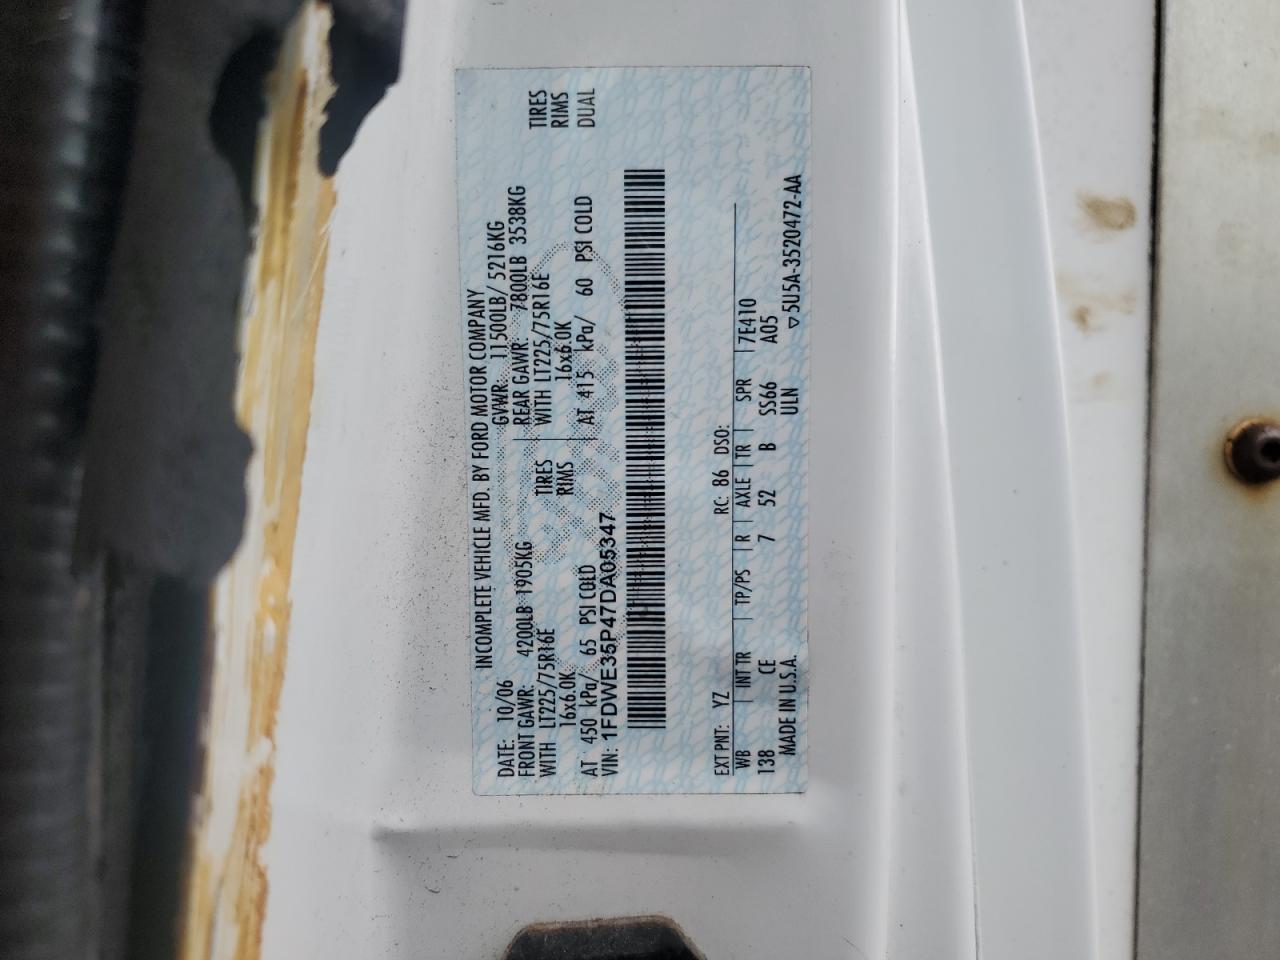 INCOMPLETE VEHICLE MFD. BY FORD MOTOR COMPANY
DATE: 10/06 GVWR: 11500LB/ 5216KG
FRONT GAWR: 4200LB 1905KG REAR GAWR: 7800LB 3538KG
WITH LT225/75R16E TIRES WITH LT225/75R16E TIRES
16x6.0K RIMS 16x6.0K RIMS
AT 450 kPa/ 65 PSI COLD AT 415 kPa/ 60 PSI COLD DUAL
VIN: 1FDWE35P47DA05347
EXT PNT: YZ RC: 86 DSO:
WB INT TR TP/PS R AXLE TR SPR 7E410
138 CE 7 52 B SS66 A05
MADE IN U.S.A. ULN ▽5U5A-3520472-AA